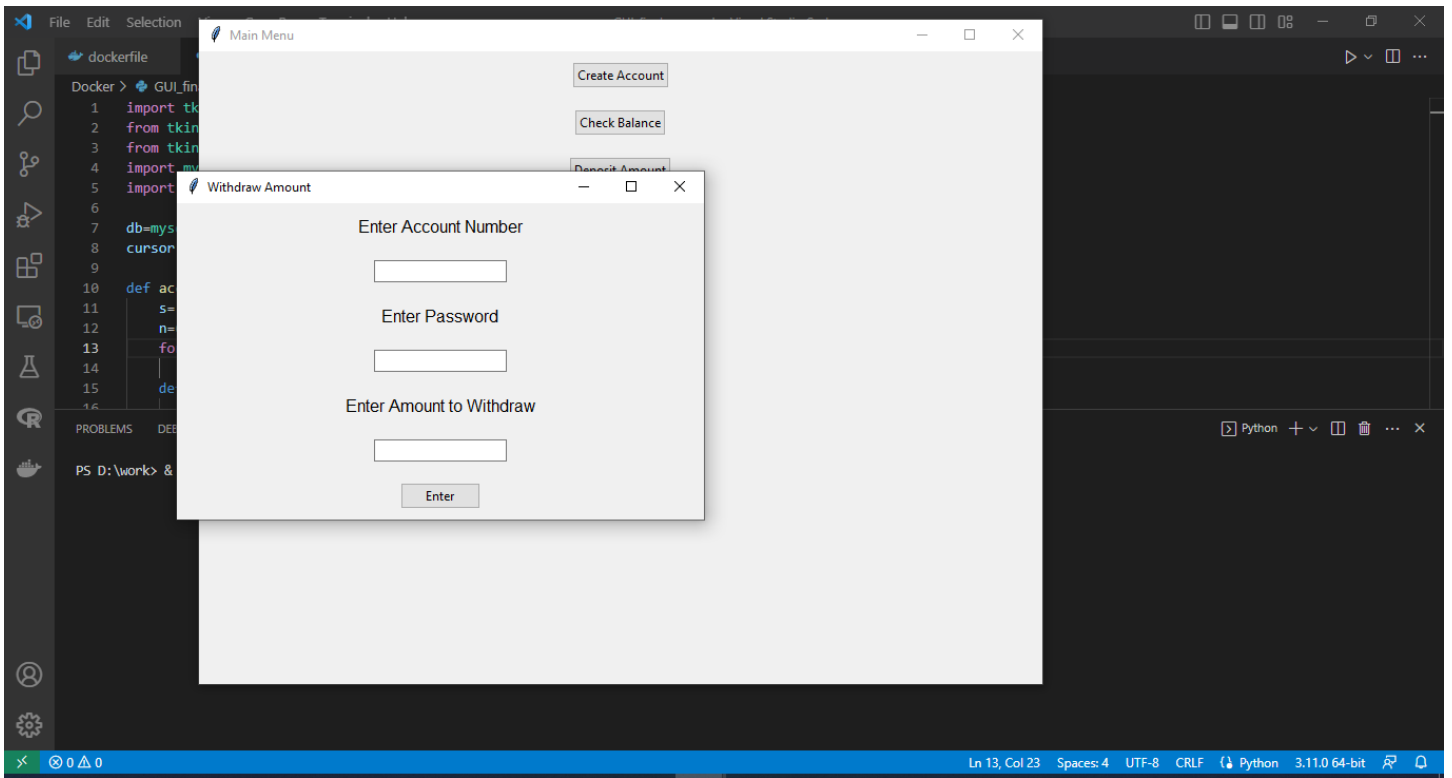 File Edit Selection
Main Menu
dockerfile
Create Account
Docker > GUI_fin
1 import tk
2 from tkin
Check Balance
3 from tkin
4 import my
Deposit Amount
5 import
Withdraw Amount
6
7 db=mys
Enter Account Number
8 cursor
9
10 def ac
11 s=
12 n=
Enter Password
13 fo
14
15 de
16
Enter Amount to Withdraw
PROBLEMS DEB
Python
PS D:\work> &
Enter
0 0
Ln 13, Col 23 Spaces: 4 UTF-8 CRLF Python 3.11.0 64-bit